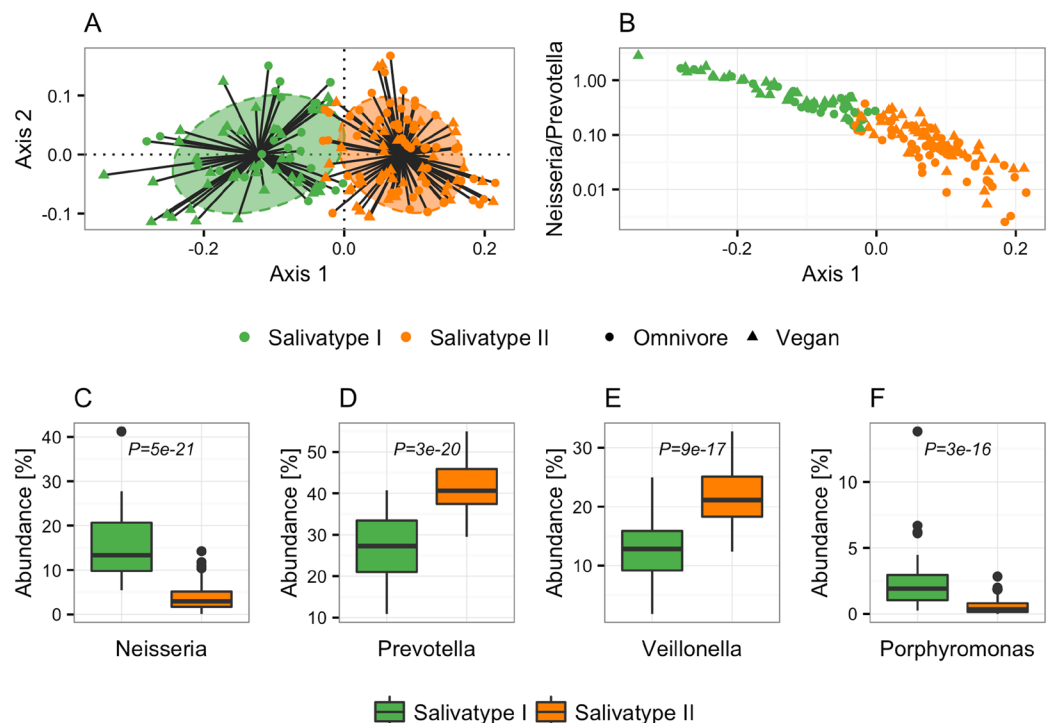 A
Axis 2
0.1
0.0
-0.1
-0.2
0.0
0.2
Axis 1
B
Neisseria/Prevotella
1.00
0.10
0.01
-0.2
0.0
0.2
Axis 1
Salivatype I
Salivatype II
Omnivore
Vegan
C
Abundance [%]
40
30
20
10
0
P=5e-21
Neisseria
D
Abundance [%]
50
40
30
20
10
P=3e-20
Prevotella
E
Abundance [%]
30
20
10
P=9e-17
Veillonella
F
Abundance [%]
10
5
0
P=3e-16
Porphyromonas
Salivatype I
Salivatype II